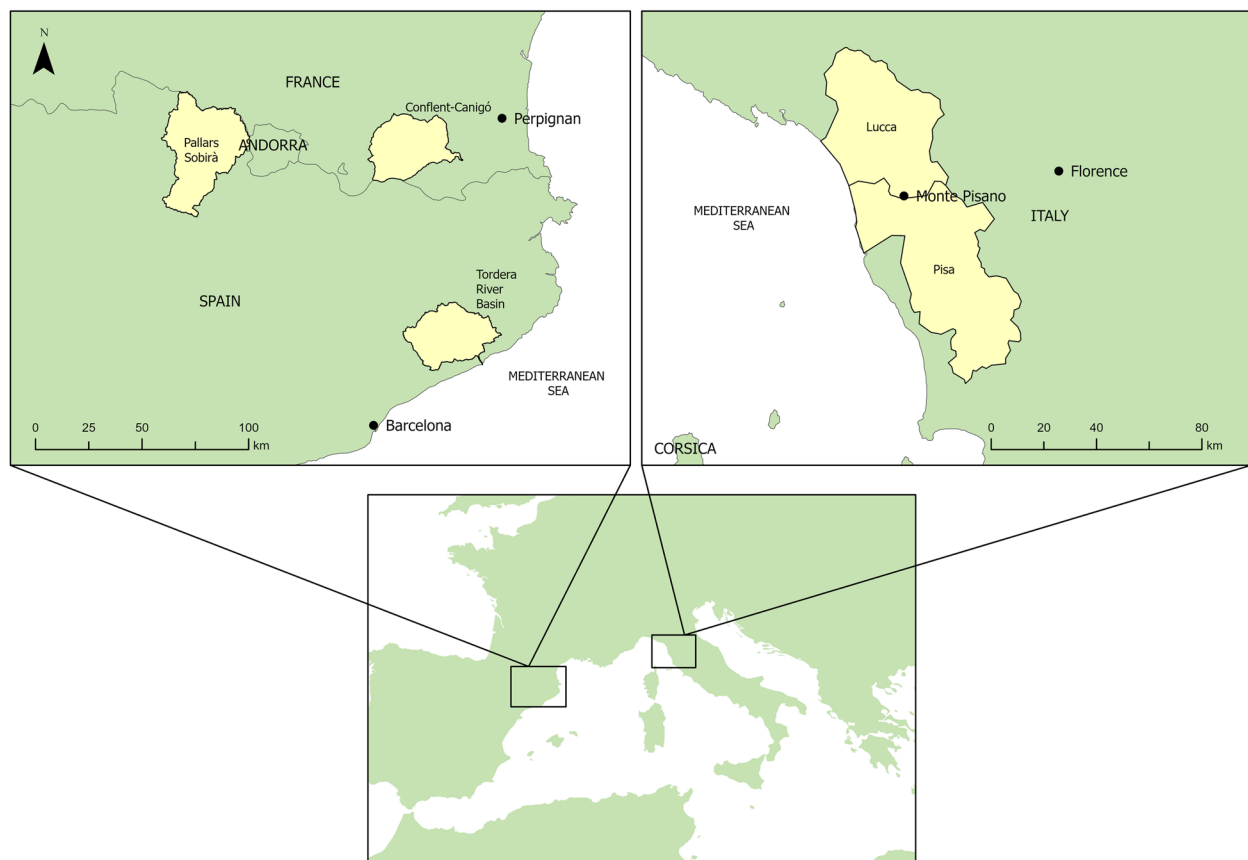 N
FRANCE
Conflent-Canigó
Perpignan
Pallars
Sobirà
ANDORRA
SPAIN
Tordera
River
Basin
MEDITERRANEAN
SEA
Barcelona
0 25 50 100
km
Lucca
Florence
Monte Pisano
MEDITERRANEAN
SEA
ITALY
Pisa
CORSICA
0 20 40 80
km